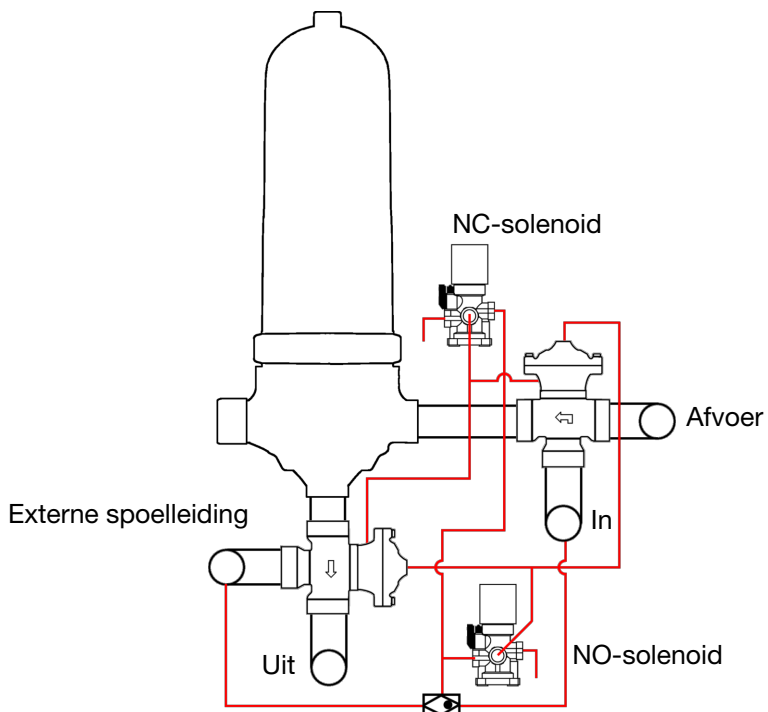 NC-solenoid
Afvoer
In
Externe spoelleiding
Uit
NO-solenoid